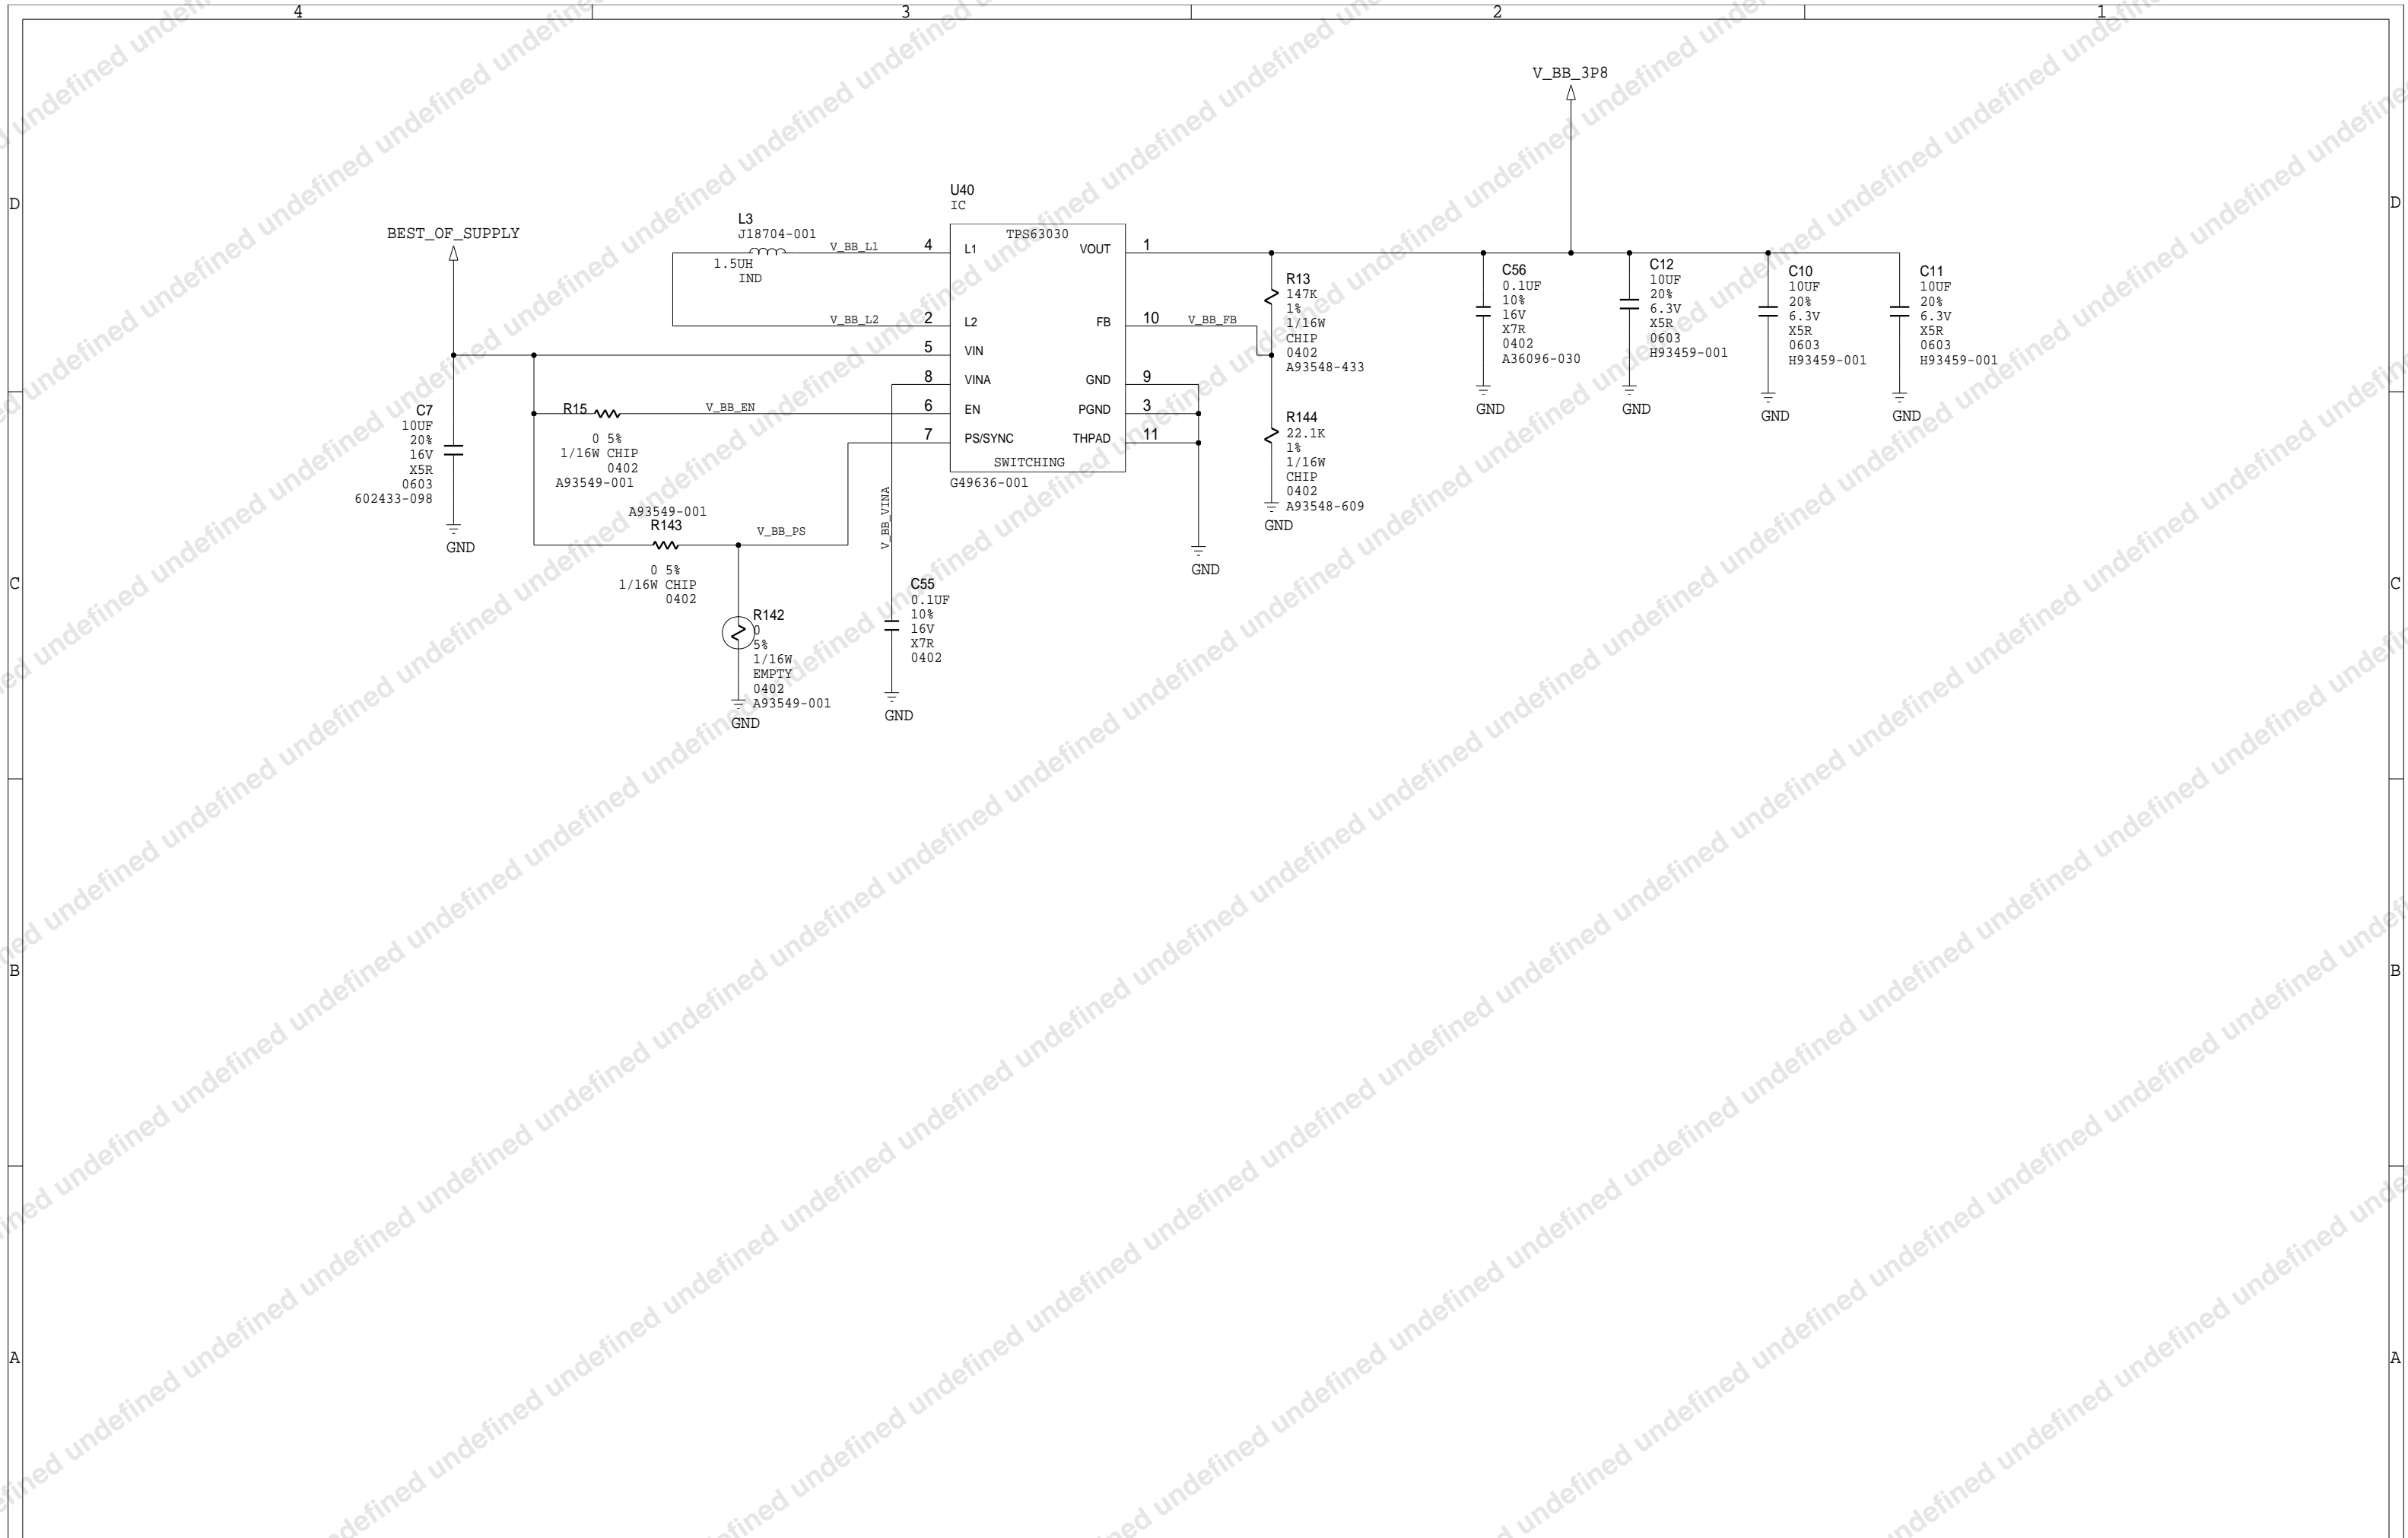 4
3
2
1
D
D
C
C
B
B
A
A
V_BB_3P8
BEST_OF_SUPPLY
L3
J18704-001
1.5UH
IND
V_BB_L1
V_BB_L2
U40
IC
TPS63030
4
L1
VOUT
1
2
L2
FB
10
V_BB_FB
5
VIN
8
VINA
GND
9
6
EN
PGND
3
7
PS/SYNC
THPAD
11
SWITCHING
G49636-001
C7
10UF
20%
16V
X5R
0603
602433-098
GND
R15
V_BB_EN
0 5%
1/16W CHIP
0402
A93549-001
A93549-001
R143
V_BB_PS
0 5%
1/16W CHIP
0402
R142
0
5%
1/16W
EMPTY
0402
A93549-001
GND
V_BB_VINA
C55
0.1UF
10%
16V
X7R
0402
GND
GND
R13
147K
1%
1/16W
CHIP
0402
A93548-433
R144
22.1K
1%
1/16W
CHIP
0402
A93548-609
GND
C56
0.1UF
10%
16V
X7R
0402
A36096-030
GND
C12
10UF
20%
6.3V
X5R
0603
H93459-001
GND
C10
10UF
20%
6.3V
X5R
0603
H93459-001
GND
C11
10UF
20%
6.3V
X5R
0603
H93459-001
GND
undefined undefined undefined undefined undefined undefined